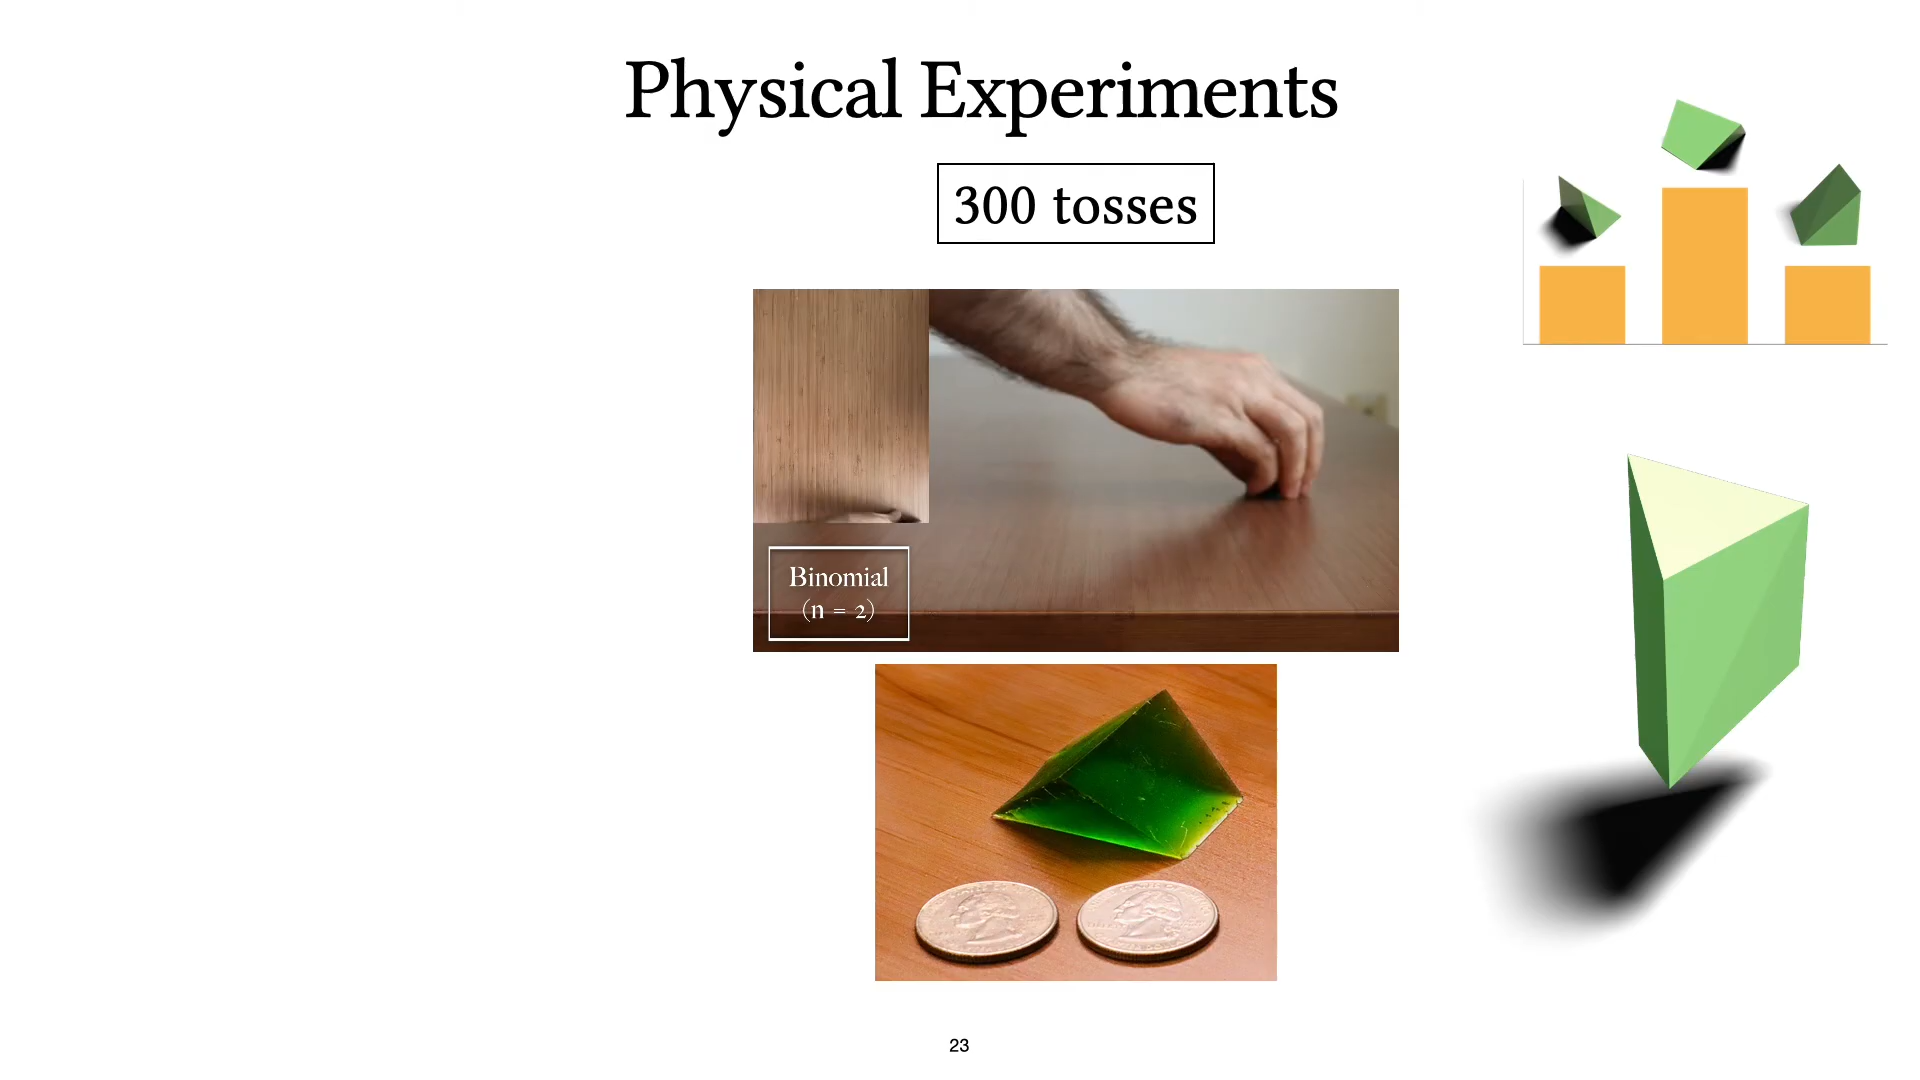 Physical Experiments
300 tosses
Binomial
(n = 2)
23